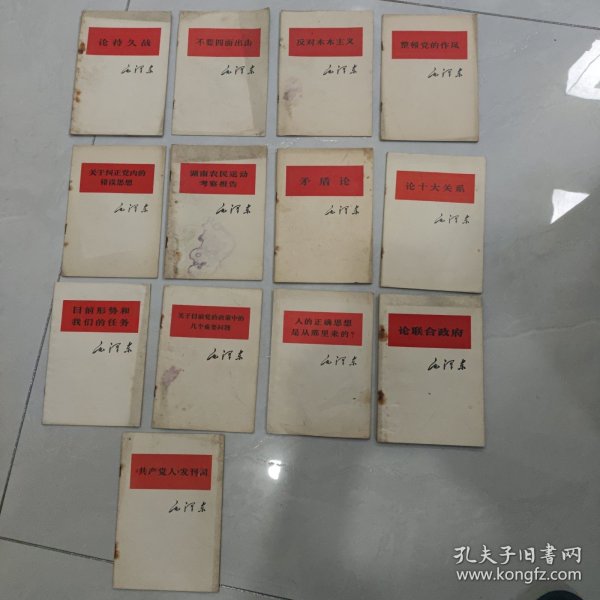 论持久战
毛泽东
不要四面出击
毛泽东
反对本本主义
毛泽东
整顿党的作风
毛泽东
关于纠正党内的
错误思想
毛泽东
湖南农民运动
考察报告
毛泽东
矛盾论
毛泽东
论十大关系
毛泽东
目前形势和
我们的任务
毛泽东
关于目前党的政策中的
几个重要问题
毛泽东
人的正确思想
是从那里来的？
毛泽东
论联合政府
毛泽东
《共产党人》发刊词
毛泽东
孔夫子旧书网
www.kongfz.com